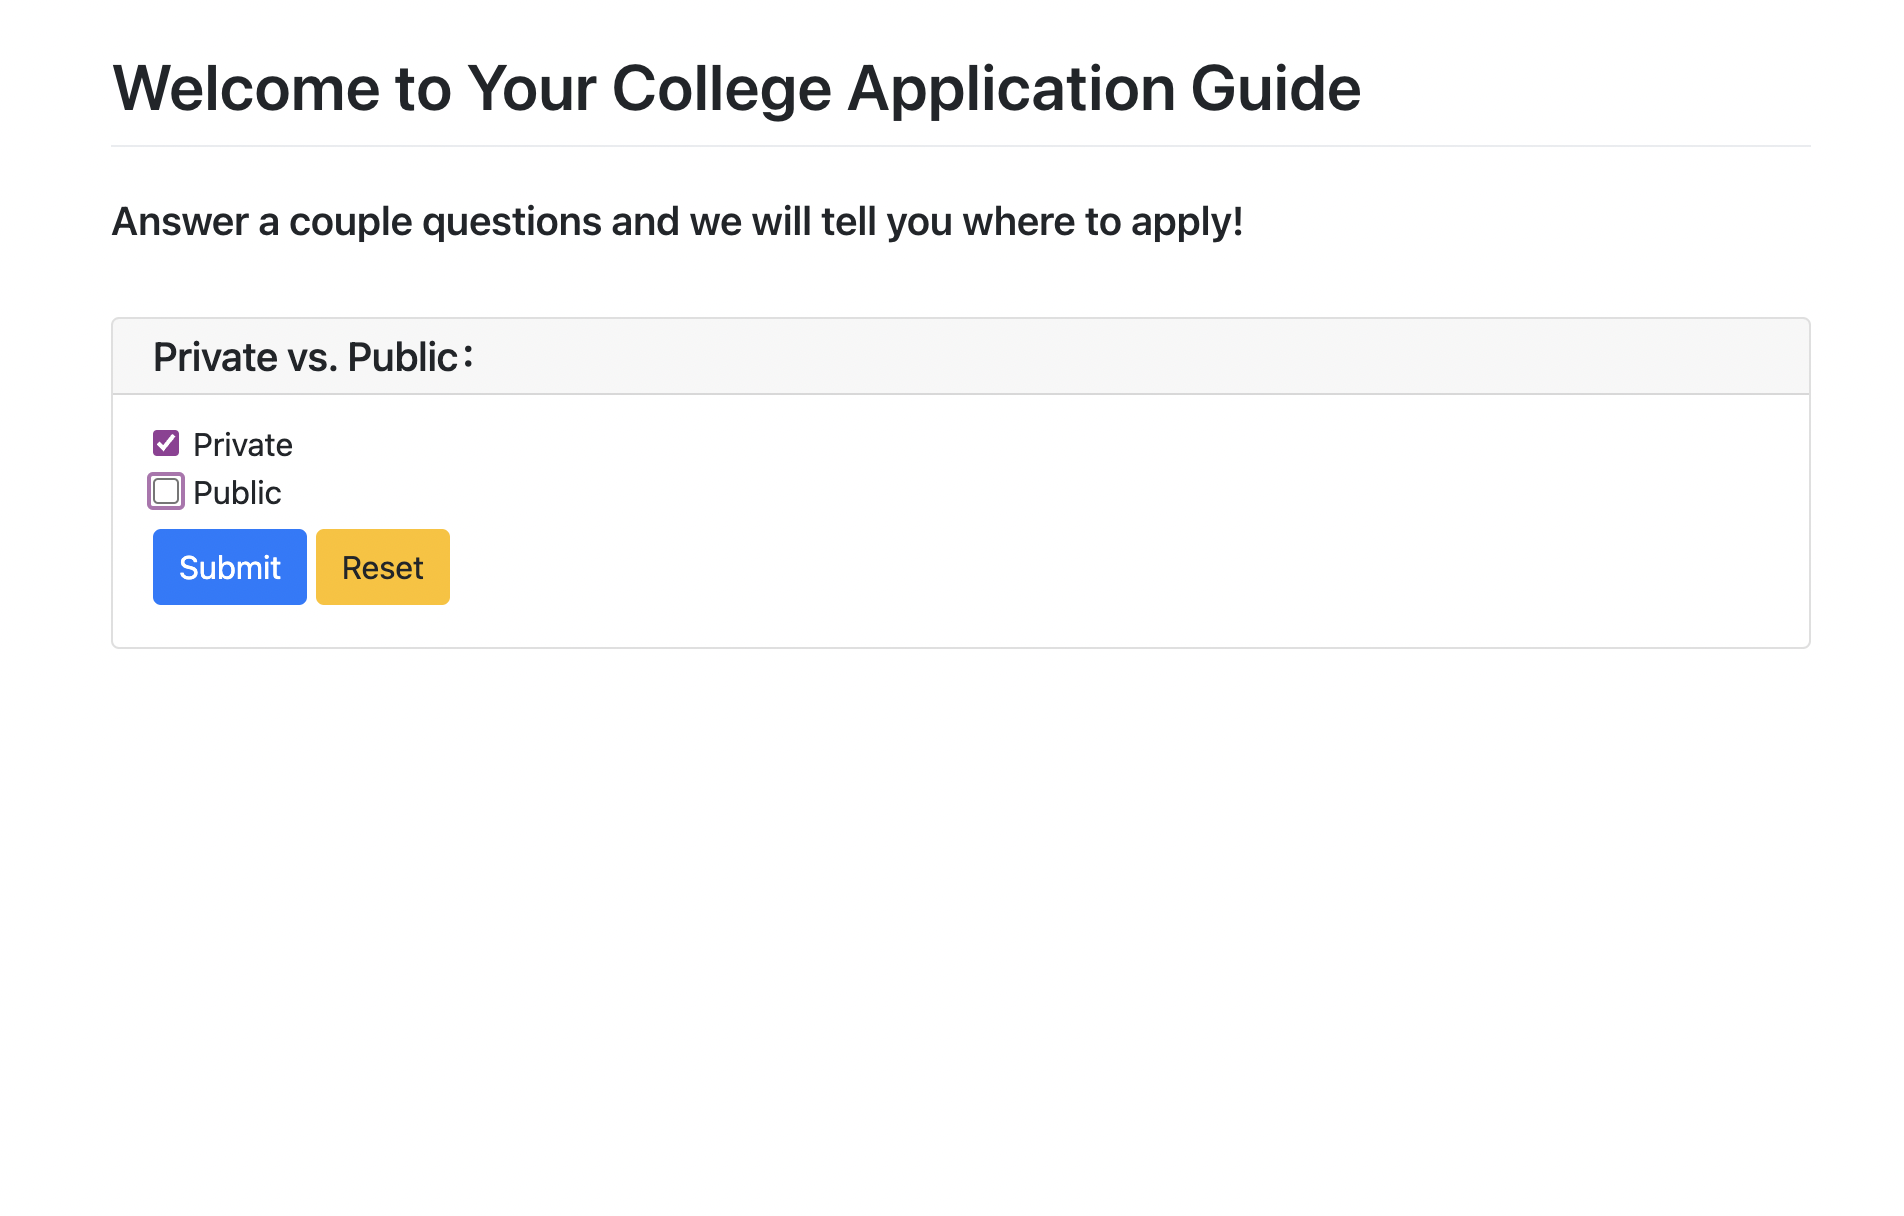 Welcome to Your College Application Guide
Answer a couple questions and we will tell you where to apply!
Private vs. Public:
Private
Public
Submit Reset